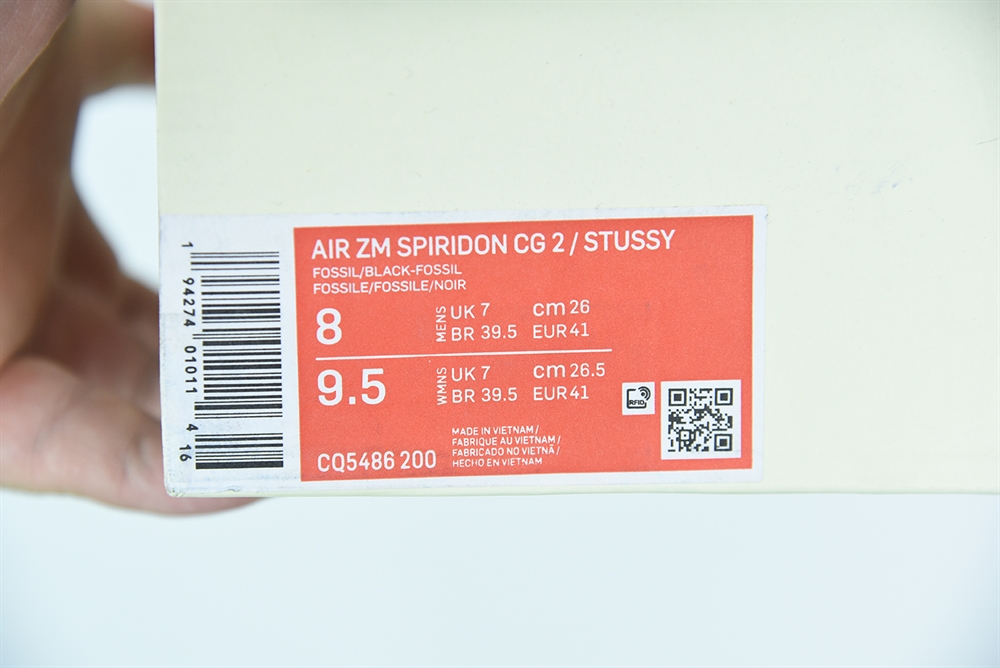 1 94274 01011 4 16
AIR ZM SPIRIDON CG 2 / STUSSY
FOSSIL/BLACK-FOSSIL
FOSSILE/FOSSILE/NOIR
8 MENS UK 7 cm 26
BR 39.5 EUR 41
9.5 WMNS UK 7 cm 26.5
BR 39.5 EUR 41
RFID
CQ5486 200
MADE IN VIETNAM /
FABRIQUE AU VIETNAM /
FABRICADO NO VIETNÃ /
HECHO EN VIETNAM